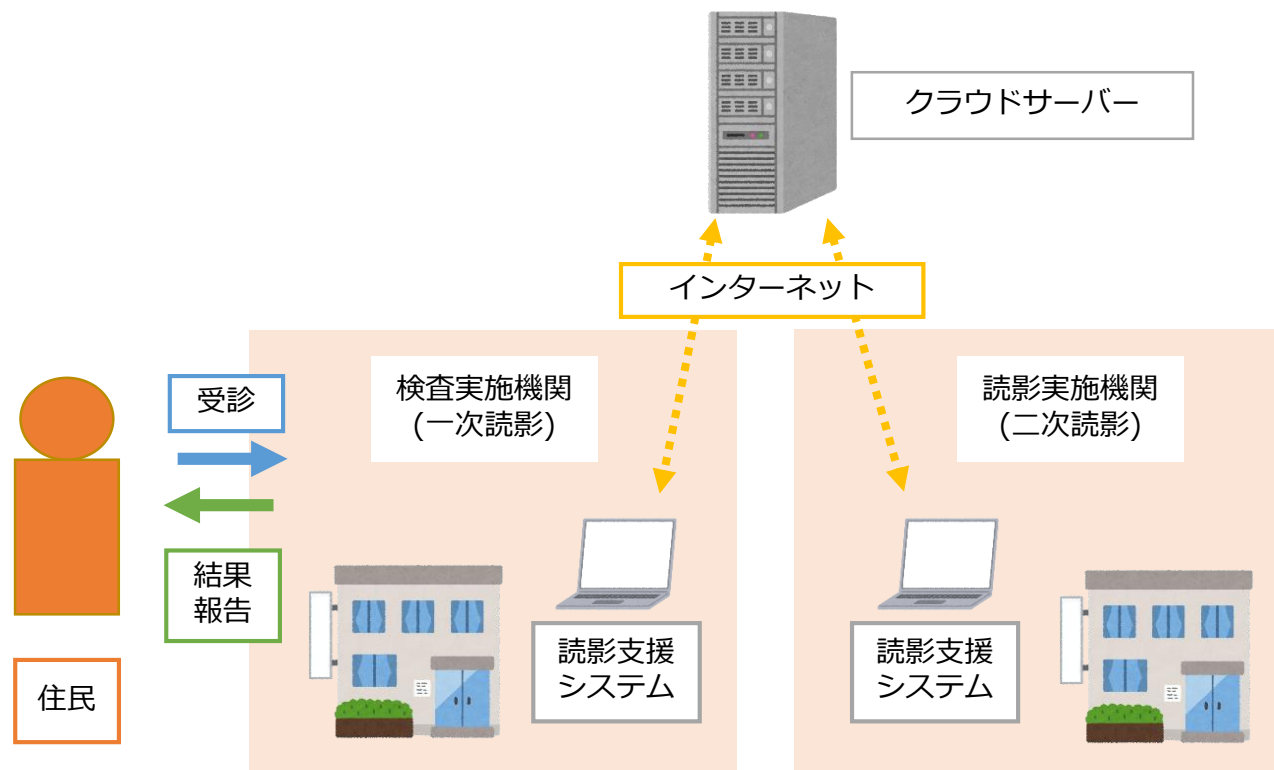 クラウドサーバー
インターネット
検査実施機関
(一次読影)
読影実施機関
(二次読影)
受診
結果
報告
読影支援
システム
読影支援
システム
住民